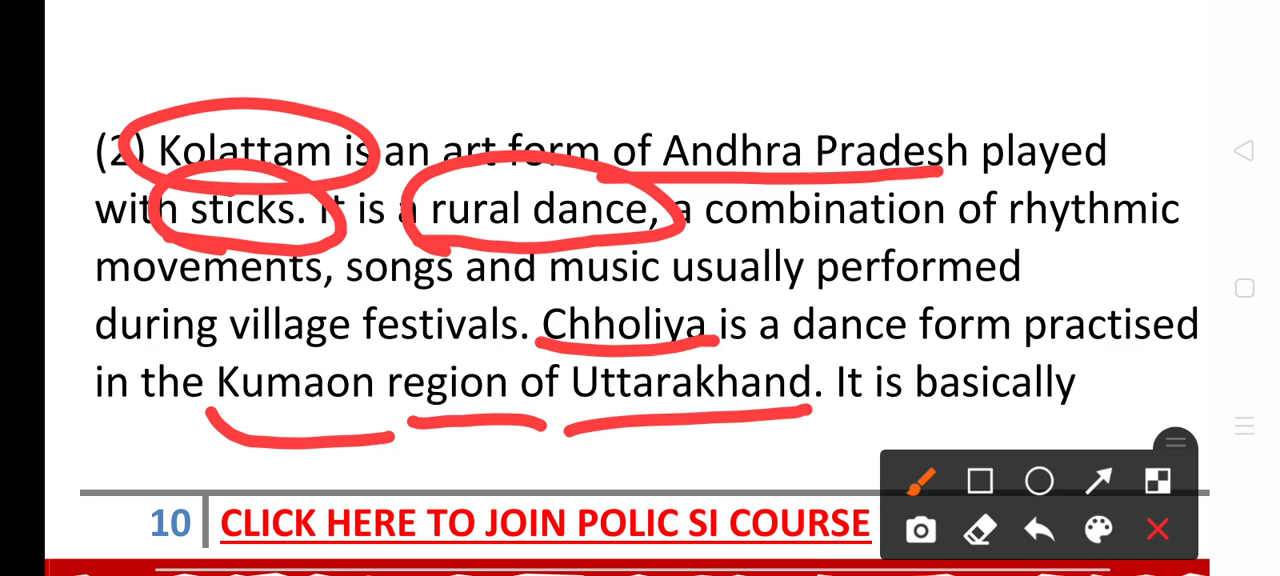 (2) Kolattam is an art form of Andhra Pradesh played
with sticks. It is a rural dance, a combination of rhythmic
movements, songs and music usually performed
during village festivals. Chholiya is a dance form practised
in the Kumaon region of Uttarakhand. It is basically
10 CLICK HERE TO JOIN POLIC SI COURSE